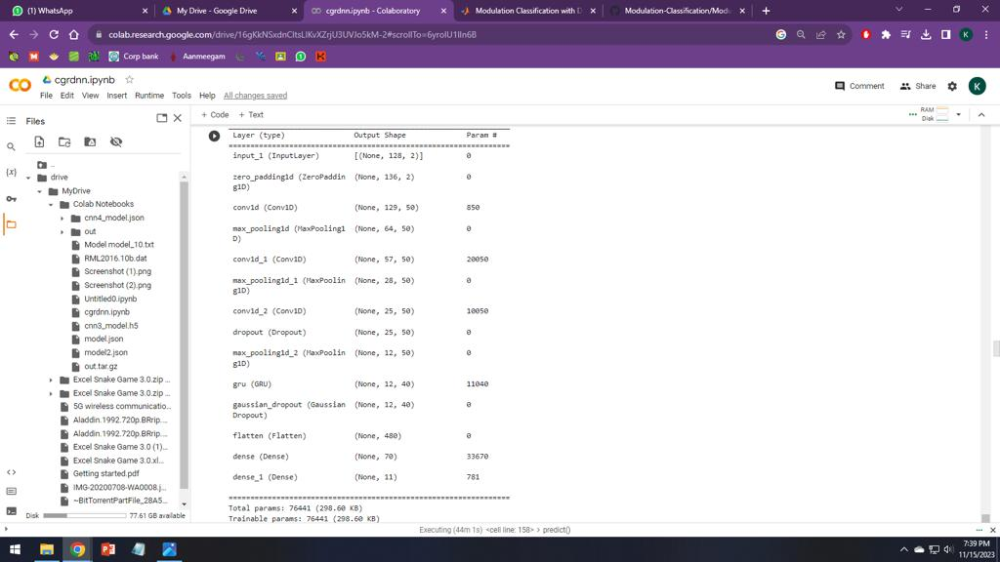 (1) WhatsApp
My Drive - Google Drive
cgrdnn.ipynb - Colaboratory
Modulation Classification with D
Modulation-Classification/Modu
colab.research.google.com/drive/
Corp bank
Aanmeegam
cgrdnn.ipynb
File Edit View Insert Runtime Tools Help All changes saved
Comment
Share
K
Files
+ Code + Text
RAM
Disk
..
drive
MyDrive
Colab Notebooks
cnn4_model.json
out
Model model_10.txt
RML2016.10b.dat
Screenshot (1).png
Screenshot (2).png
Untitled0.ipynb
cgrdnn.ipynb
cnn3_model.h5
model.json
model2.json
out.tar.gz
Excel Snake Game 3.0.zip ...
Excel Snake Game 3.0.zip ...
5G wireless communicatio...
Aladdin.1992.720p.BRrip....
Aladdin.1992.720p.BRrip....
Excel Snake Game 3.0 (1)...
Excel Snake Game 3.0.xl...
Getting started.pdf
IMG-20200708-WA0008.j...
~BitTorrentPartFile_28A5...
Disk 77.61 GB available
Layer (type) Output Shape Param #
=================================================================
input_1 (InputLayer) [(None, 128, 2)] 0
zero_padding1d (ZeroPaddin (None, 136, 2) 0
g1D)
conv1d (Conv1D) (None, 129, 50) 850
max_pooling1d (MaxPooling1 (None, 64, 50) 0
D)
conv1d_1 (Conv1D) (None, 57, 50) 20050
max_pooling1d_1 (MaxPoolin (None, 28, 50) 0
g1D)
conv1d_2 (Conv1D) (None, 25, 50) 10050
dropout (Dropout) (None, 25, 50) 0
max_pooling1d_2 (MaxPoolin (None, 12, 50) 0
g1D)
gru (GRU) (None, 12, 40) 11040
gaussian_dropout (Gaussian (None, 12, 40) 0
Dropout)
flatten (Flatten) (None, 480) 0
dense (Dense) (None, 70) 33670
dense_1 (Dense) (None, 11) 781
=================================================================
Total params: 76441 (298.60 KB)
Trainable params: 76441 (298.60 KB)
Executing (44m 1s) <cell line: 158> > predict()
7:39 PM
11/15/2023